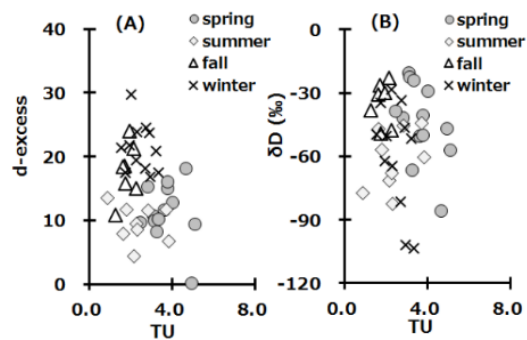 (A)
spring
summer
fall
winter
40
30
20
10
0
d-excess
0.0 4.0 8.0
TU
(B)
spring
summer
fall
winter
0
-30
-60
-90
-120
δD (‰)
0.0 4.0 8.0
TU